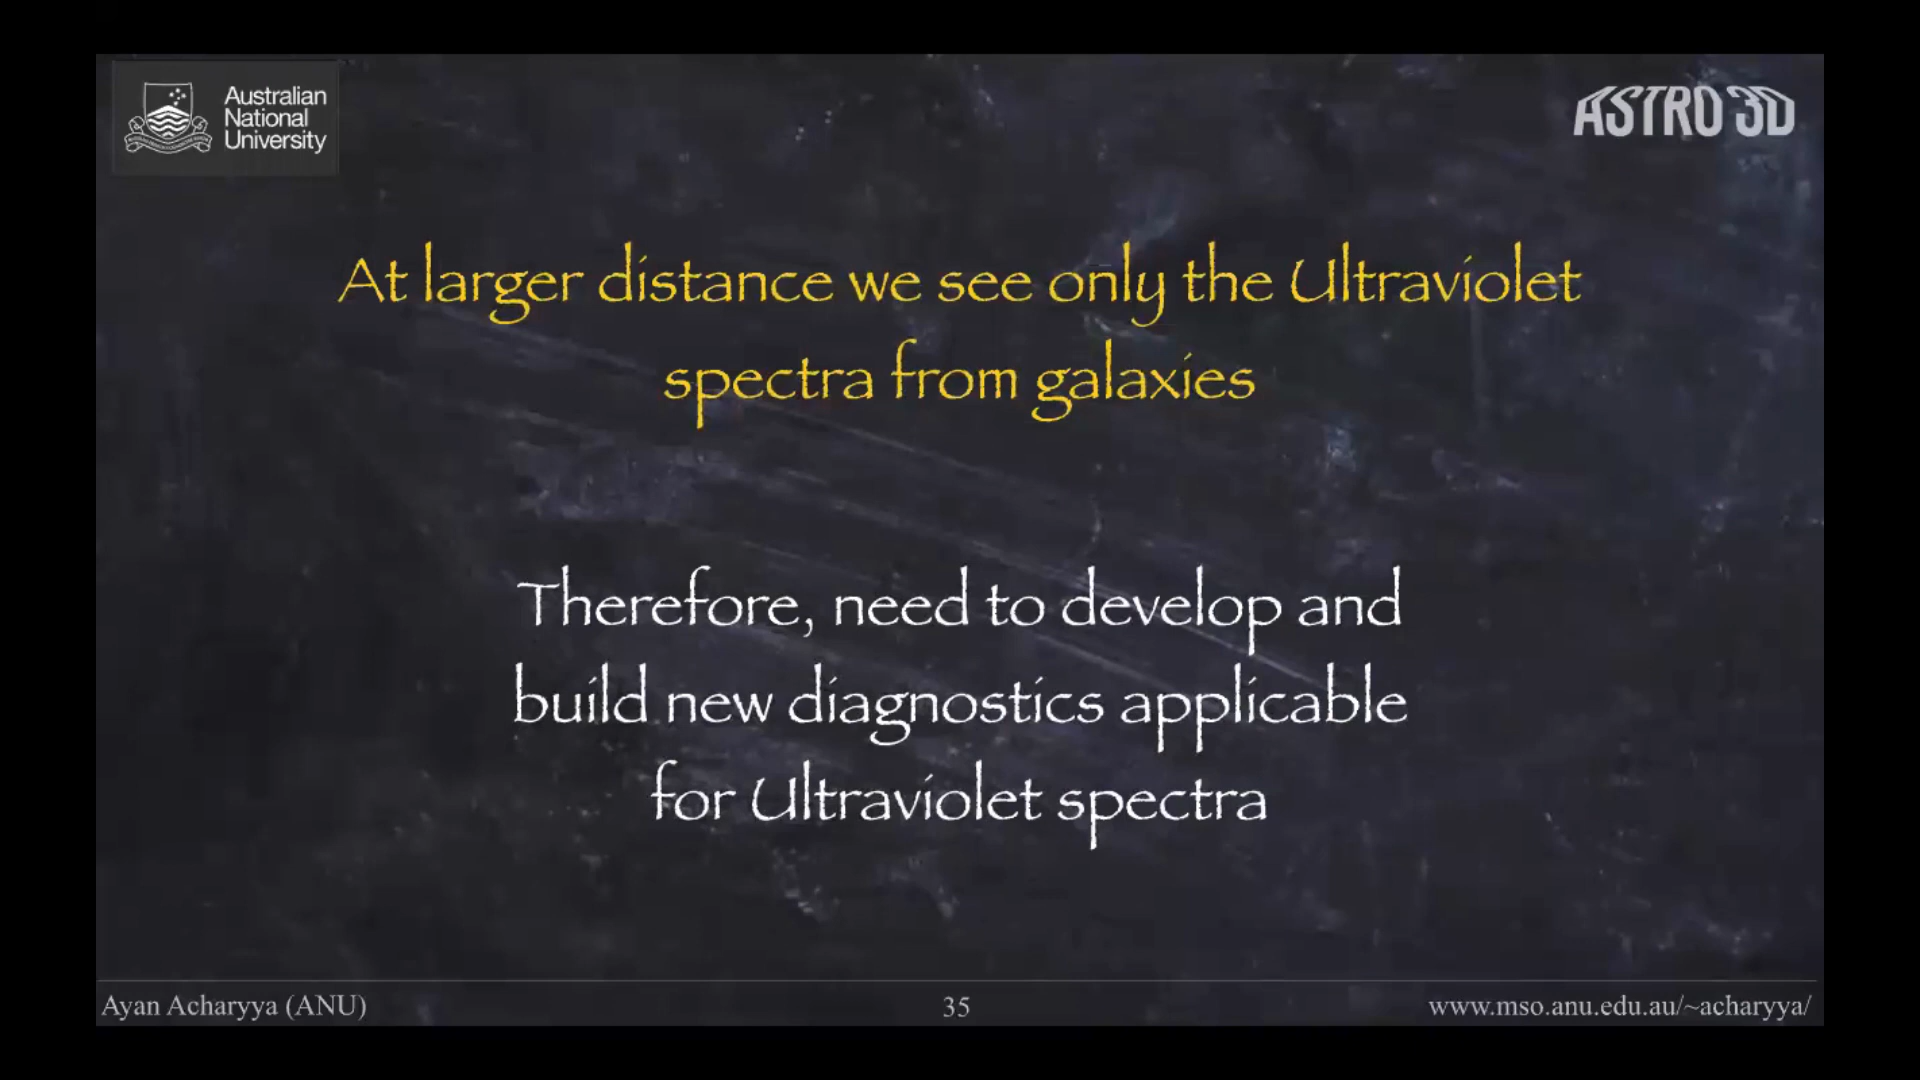 Australian
National
University
ASTRO 3D
At larger distance we see only the Ultraviolet
spectra from galaxies
Therefore, need to develop and
build new diagnostics applicable
for Ultraviolet spectra
Ayan Acharyya (ANU)
35
www.mso.anu.edu.au/~acharyya/